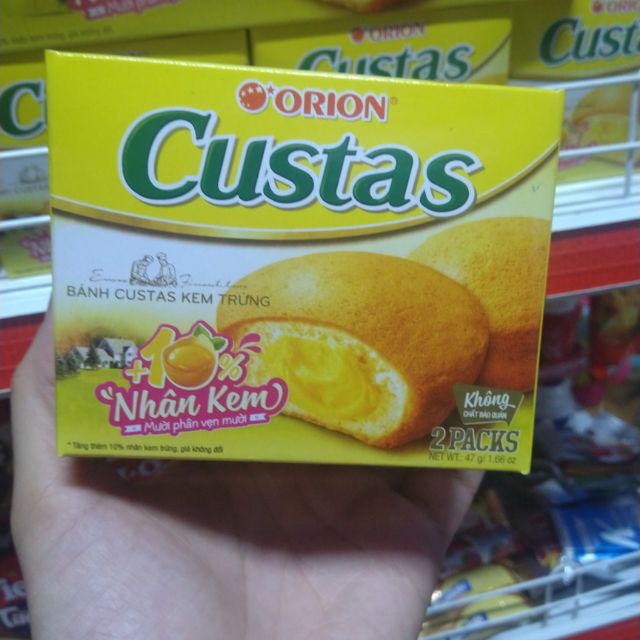 ORION
Custas
BÁNH CUSTAS KEM TRỨNG
+10%
Nhân Kem
Mười phân vẹn mười
* Tăng thêm 10% nhân kem trứng, giá không đổi
Không
CHẤT BẢO QUẢN
2 PACKS
NET WT.: 47 g/ 1.66 oz
ORION
Custas
ORION
Custas